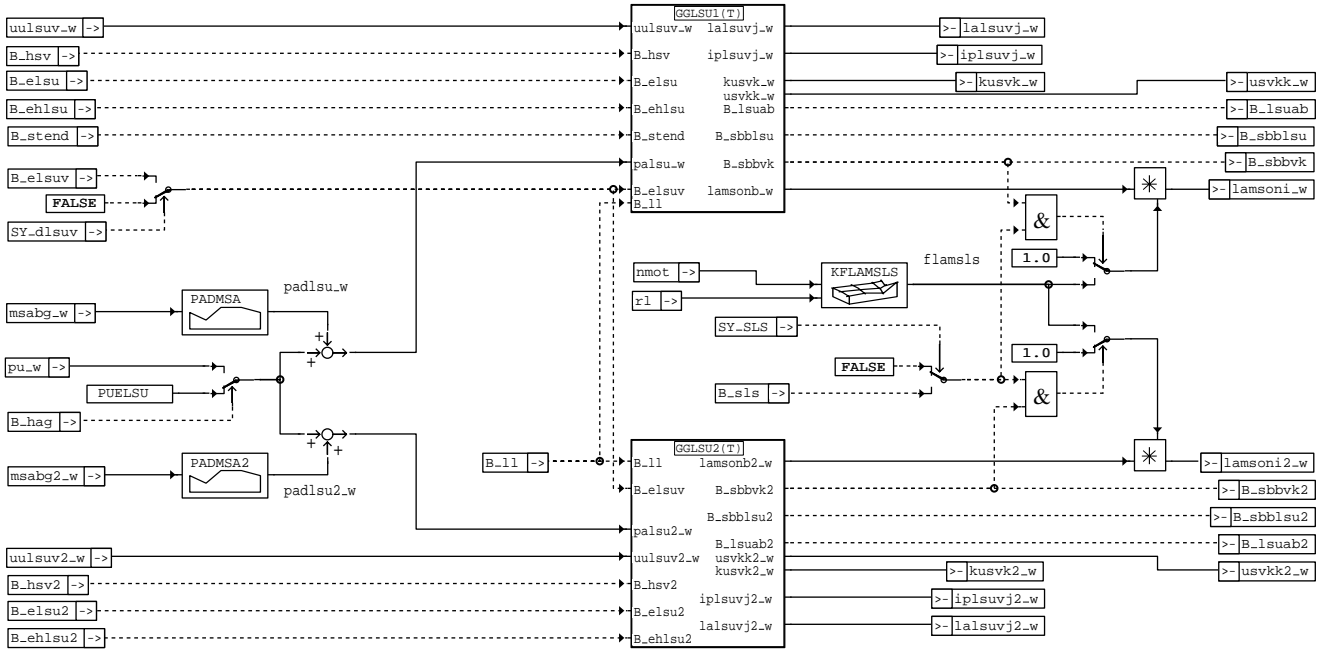 GGLSU1(T)
uulsuv_w -> uulsuv_w lalsuvj_w >- lalsuvj_w
B_hsv -> B_hsv iplsuvj_w >- iplsuvj_w
B_elsu -> B_elsu kusvk_w >- kusvk_w
usvkk_w >- usvkk_w
B_ehlsu -> B_ehlsu B_lsuab >- B_lsuab
B_stend -> B_stend B_sbblsu >- B_sbblsu
palsu_w B_sbbvk >- B_sbbvk
B_elsuv -> B_elsuv lamsonb_w * >- lamsoni_w
FALSE B_ll
SY_dlsuv -> &
1.0
nmot -> KFLAMSLS flamsls
rl ->
padlsu_w
msabg_w -> PADMSA
+
+
SY_SLS ->
1.0
pu_w -> FALSE
PUELSU B_sls -> &
B_hag ->
+ +
GGLSU2(T)
msabg2_w -> PADMSA2 B_ll -> B_ll lamsonb2_w * >- lamsoni2_w
padlsu2_w B_elsuv B_sbbvk2 >- B_sbbvk2
B_sbblsu2 >- B_sbblsu2
palsu2_w
B_lsuab2 >- B_lsuab2
uulsuv2_w -> uulsuv2_w usvkk2_w >- usvkk2_w
kusvk2_w >- kusvk2_w
B_hsv2 -> B_hsv2
iplsuvj2_w >- iplsuvj2_w
B_elsu2 -> B_elsu2
lalsuvj2_w >- lalsuvj2_w
B_ehlsu2 -> B_ehlsu2